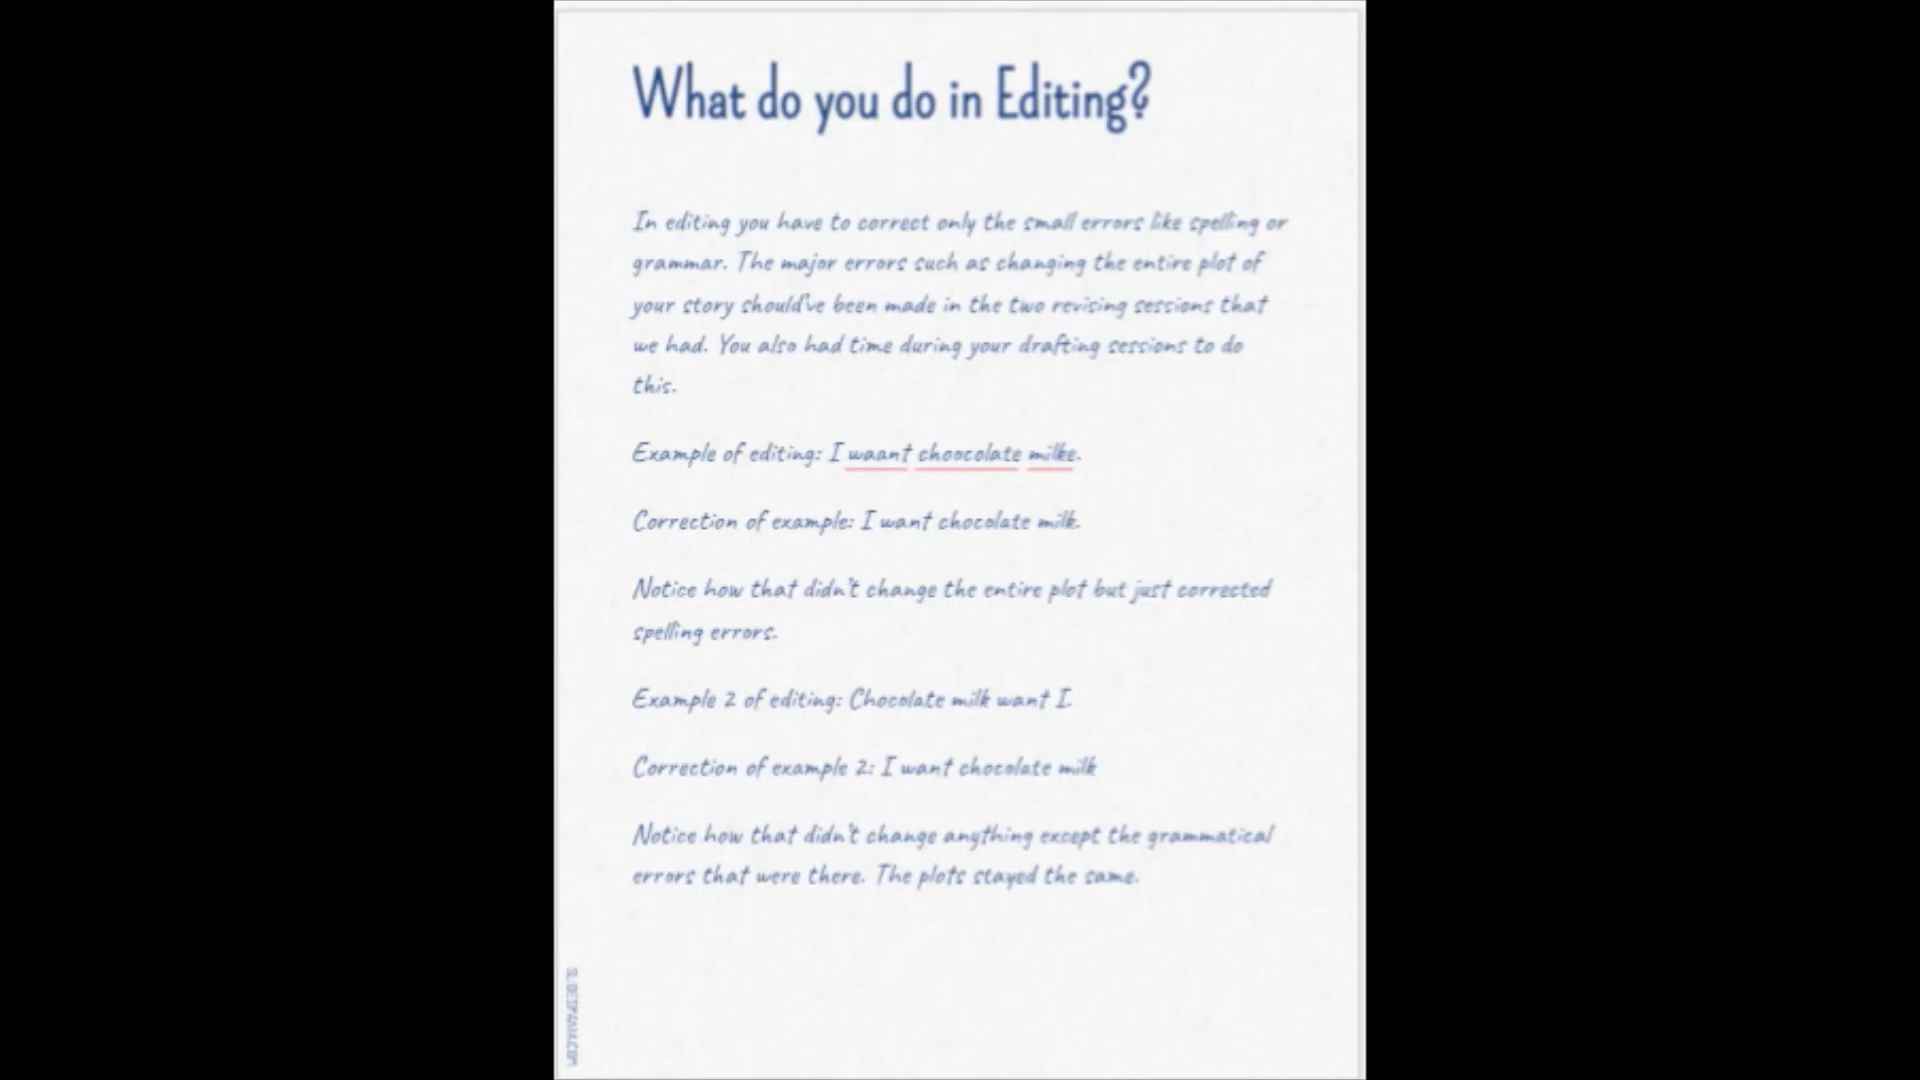 What do you do in Editing?
In editing you have to correct only the small errors like spelling or
grammar. The major errors such as changing the entire plot of
your story should've been made in the two revising sessions that
we had. You also had time during your drafting sessions to do
this.
Example of editing: I waant choocolate milke.
Correction of example: I want chocolate milk.
Notice how that didn't change the entire plot but just corrected
spelling errors.
Example 2 of editing: Chocolate milk want I.
Correction of example 2: I want chocolate milk
Notice how that didn't change anything except the grammatical
errors that were there. The plots stayed the same.
SLIDESMANIA.COM